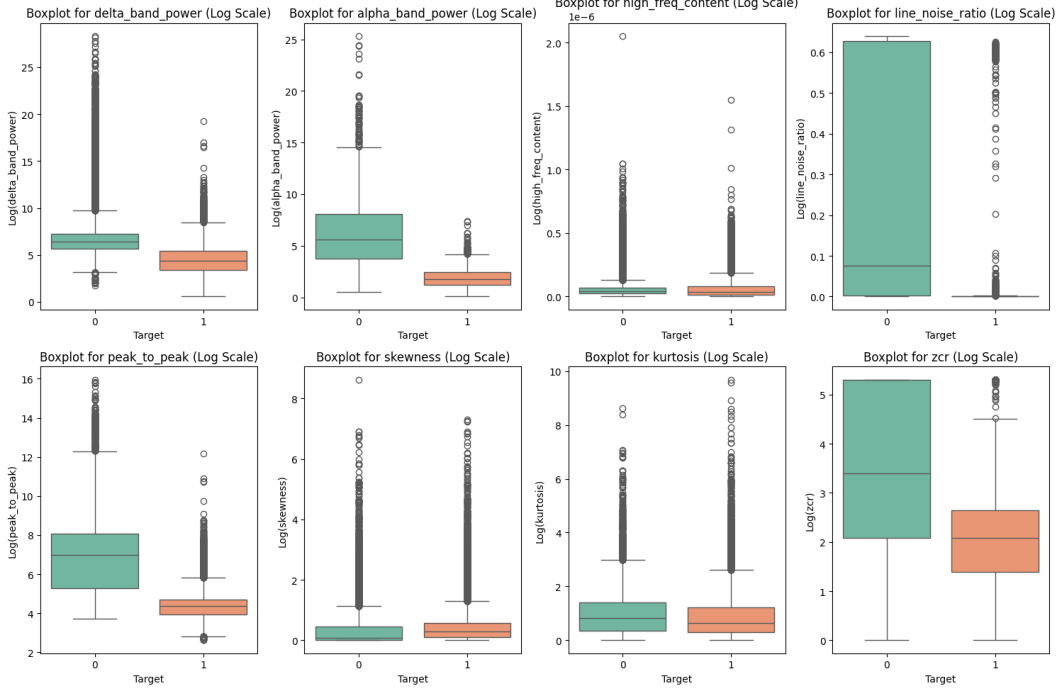 Boxplot for delta_band_power (Log Scale)
Log(delta_band_power)
25
20
15
10
5
0
0
1
Target
Boxplot for alpha_band_power (Log Scale)
Log(alpha_band_power)
25
20
15
10
5
0
0
1
Target
Boxplot for high_freq_content (Log Scale)
1e-6
Log(high_freq_content)
2.0
1.5
1.0
0.5
0.0
0
1
Target
Boxplot for line_noise_ratio (Log Scale)
Log(line_noise_ratio)
0.6
0.5
0.4
0.3
0.2
0.1
0.0
0
1
Target
Boxplot for peak_to_peak (Log Scale)
Log(peak_to_peak)
16
14
12
10
8
6
4
2
0
1
Target
Boxplot for skewness (Log Scale)
Log(skewness)
8
6
4
2
0
0
1
Target
Boxplot for kurtosis (Log Scale)
Log(kurtosis)
10
8
6
4
2
0
0
1
Target
Boxplot for zcr (Log Scale)
Log(zcr)
5
4
3
2
1
0
0
1
Target